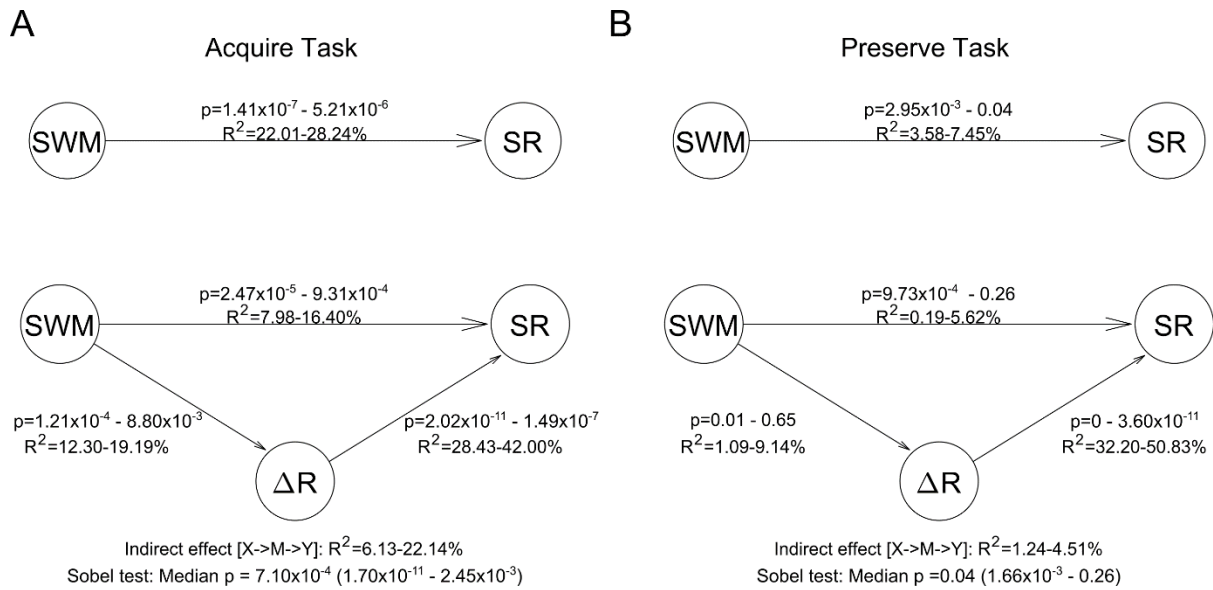 A
Acquire Task
p=1.41x10⁻⁷ - 5.21x10⁻⁶
R²=22.01-28.24%
SWM
SR
p=2.47x10⁻⁵ - 9.31x10⁻⁴
R²=7.98-16.40%
SWM
SR
p=1.21x10⁻⁴ - 8.80x10⁻³
R²=12.30-19.19%
p=2.02x10⁻¹¹ - 1.49x10⁻⁷
R²=28.43-42.00%
ΔR
Indirect effect [X->M->Y]: R²=6.13-22.14%
Sobel test: Median p = 7.10x10⁻⁴ (1.70x10⁻¹¹ - 2.45x10⁻³)
B
Preserve Task
p=2.95x10⁻³ - 0.04
R²=3.58-7.45%
SWM
SR
p=9.73x10⁻⁴ - 0.26
R²=0.19-5.62%
SWM
SR
p=0.01 - 0.65
R²=1.09-9.14%
p=0 - 3.60x10⁻¹¹
R²=32.20-50.83%
ΔR
Indirect effect [X->M->Y]: R²=1.24-4.51%
Sobel test: Median p =0.04 (1.66x10⁻³ - 0.26)